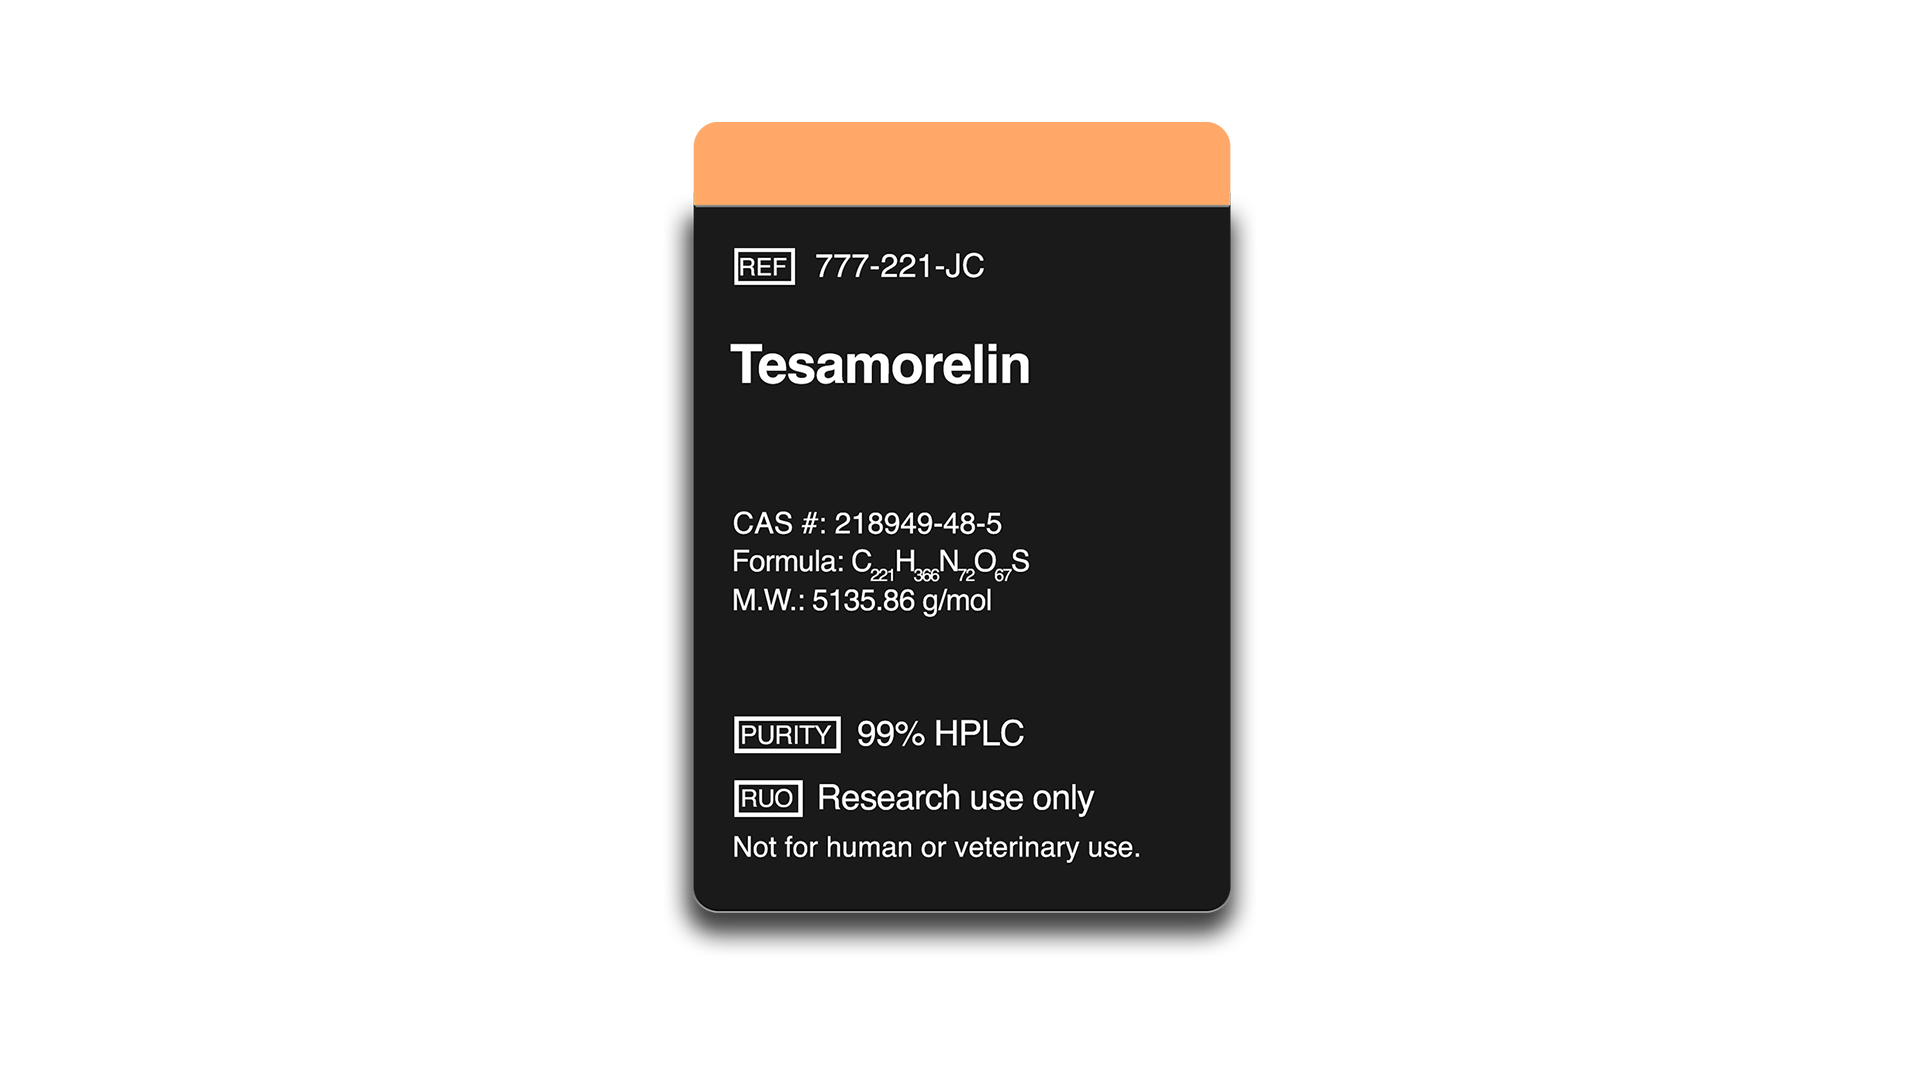 REF 777-221-JC
Tesamorelin
CAS #: 218949-48-5
Formula: C₂₂₁H₃₆₆N₇₂O₆₇S
M.W.: 5135.86 g/mol
PURITY 99% HPLC
RUO Research use only
Not for human or veterinary use.